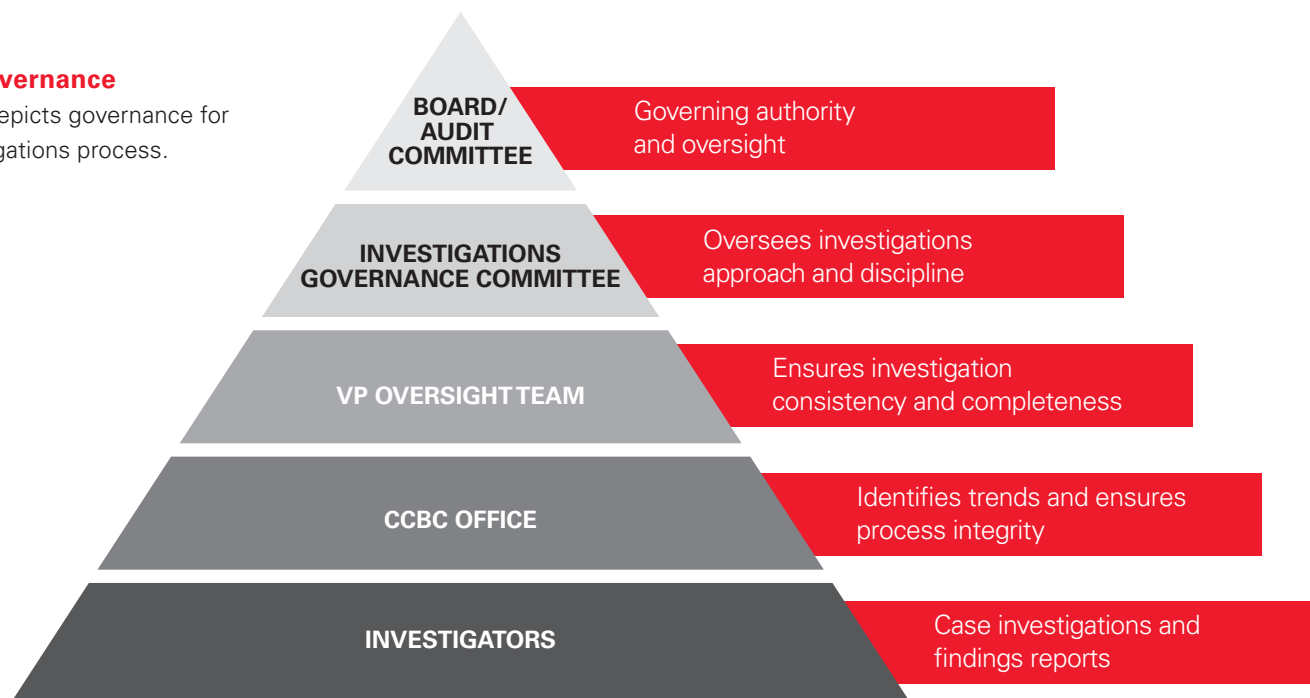 vernance
epicts governance for
gations process.
BOARD/
AUDIT
COMMITTEE
Governing authority
and oversight
INVESTIGATIONS
GOVERNANCE COMMITTEE
Oversees investigations
approach and discipline
VP OVERSIGHT TEAM
Ensures investigation
consistency and completeness
CCBC OFFICE
Identifies trends and ensures
process integrity
INVESTIGATORS
Case investigations and
findings reports